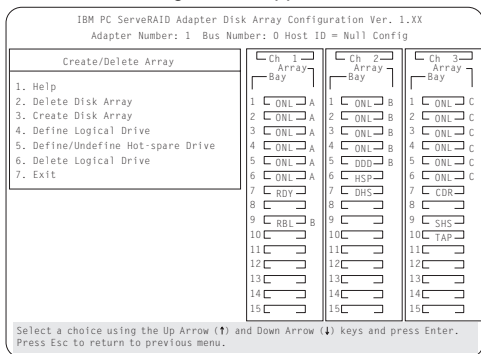 IBM PC ServeRAID Adapter Disk Array Configuration Ver. 1.XX
Adapter Number: 1 Bus Number: 0 Host ID = Null Config
Create/Delete Array
1. Help
2. Delete Disk Array
3. Create Disk Array
4. Define Logical Drive
5. Define/Undefine Hot-spare Drive
6. Delete Logical Drive
7. Exit
Ch 1
Array
Bay
1 ONL A
2 ONL A
3 ONL A
4 ONL A
5 ONL A
6 ONL A
7 RDY
8
9 RBL B
10
11
12
13
14
15
Ch 2
Array
Bay
1 ONL B
2 ONL B
3 ONL B
4 ONL B
5 DDD B
6 HSP
7 DHS
8
9
10
11
12
13
14
15
Ch 3
Array
Bay
1 ONL C
2 ONL C
3 ONL C
4 ONL C
5 ONL C
6 ONL C
7 CDR
8
9 SHS
10 TAP
11
12
13
14
15
Select a choice using the Up Arrow (↑) and Down Arrow (↓) keys and press Enter.
Press Esc to return to previous menu.